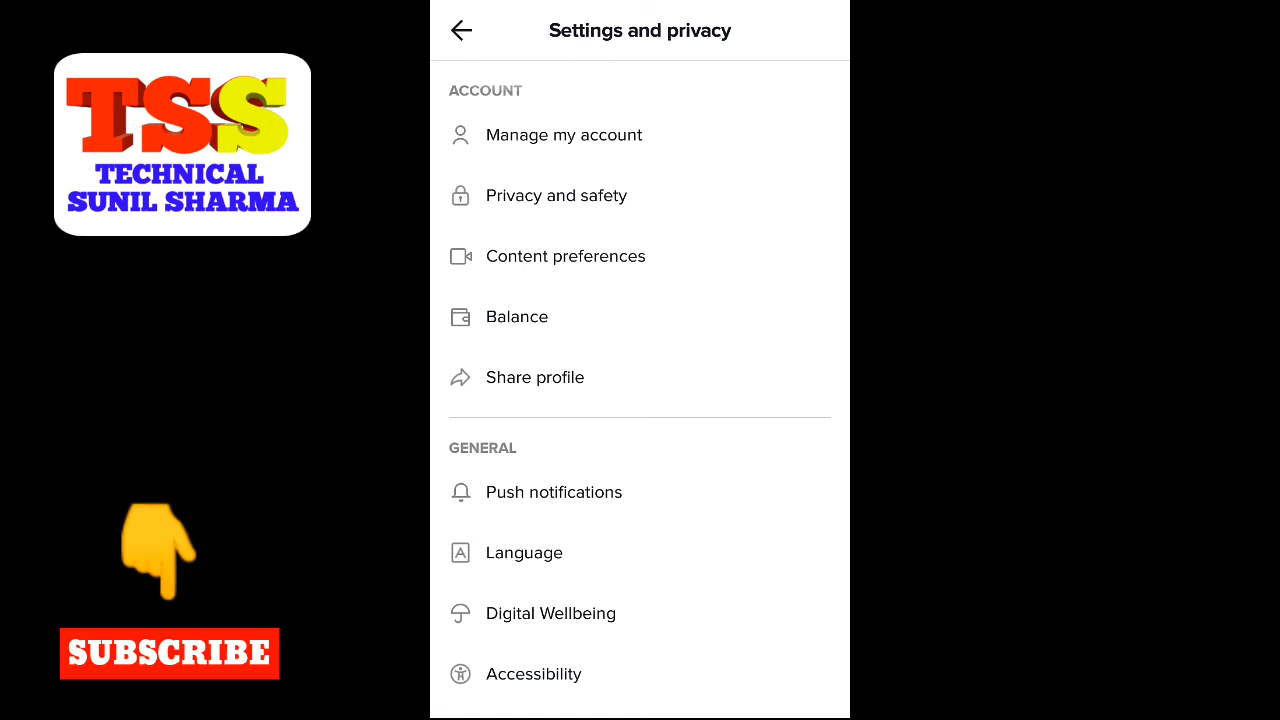 TSS
TECHNICAL
SUNIL SHARMA
SUBSCRIBE
Settings and privacy
ACCOUNT
Manage my account
Privacy and safety
Content preferences
Balance
Share profile
GENERAL
Push notifications
Language
Digital Wellbeing
Accessibility